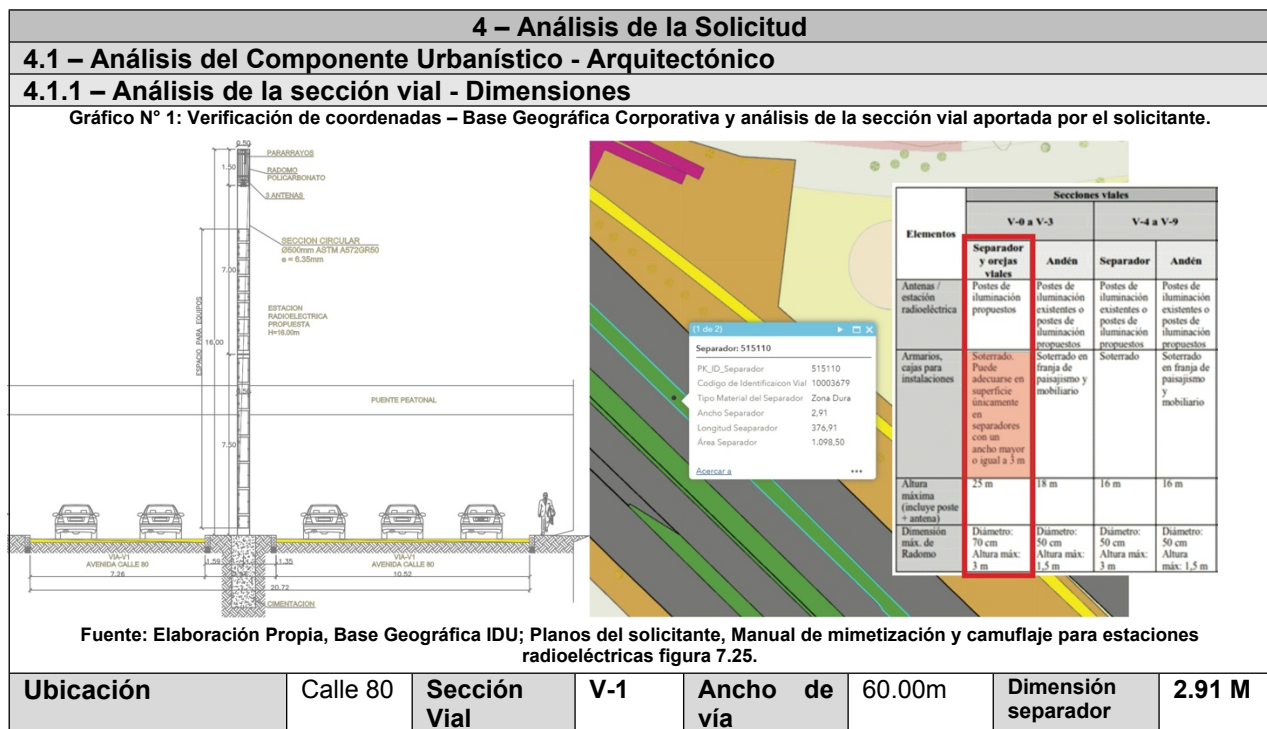 4 – Análisis de la Solicitud
4.1 – Análisis del Componente Urbanístico - Arquitectónico
4.1.1 – Análisis de la sección vial - Dimensiones
Gráfico N° 1: Verificación de coordenadas – Base Geográfica Corporativa y análisis de la sección vial aportada por el solicitante.
0.50
PARARRAYOS
1.50
RADOMO
POLICARBONATO
3 ANTENAS
SECCION CIRCULAR
Ø500mm ASTM A572GR50
e = 6.35mm
7.00
ESPACIO PARA EQUIPOS
16.00
ESTACION
RADIOELECTRICA
PROPUESTA
H=16.00m
0.50
PUENTE PEATONAL
7.50
VIA-V1
AVENIDA CALLE 80
7.26
1.59
1.35
VIA-V1
AVENIDA CALLE 80
10.52
20.72
CIMENTACION
(1 de 2)
Separador: 515110
PK_ID_Separador 515110
Codigo de Identificaicon Vial 10003679
Tipo Material del Separador Zona Dura
Ancho Separador 2,91
Longitud Seaparador 376,91
Área Separador 1.098,50
Acercar a
Secciones viales
Elementos
V-0 a V-3
V-4 a V-9
Separador
y orejas
viales
Andén
Separador
Andén
Antenas /
estación
radioeléctrica
Postes de
iluminación
propuestos
Postes de
iluminación
existentes o
postes de
iluminación
propuestos
Postes de
iluminación
existentes o
postes de
iluminación
propuestos
Postes de
iluminación
existentes o
postes de
iluminación
propuestos
Armarios,
cajas para
instalaciones
Soterrado.
Puede
adecuarse en
superficie
únicamente
en
separadores
con un
ancho mayor
o igual a 3 m
Soterrado en
franja de
paisajismo y
mobiliario
Soterrado
Soterrado
en franja de
paisajismo
y
mobiliario
Altura
máxima
(incluye poste
+ antena)
25 m
18 m
16 m
16 m
Dimensión
máx. de
Radomo
Diámetro:
70 cm
Altura máx:
3 m
Diámetro:
50 cm
Altura máx:
1,5 m
Diámetro:
50 cm
Altura máx:
3 m
Diámetro:
50 cm
Altura
máx: 1,5 m
Fuente: Elaboración Propia, Base Geográfica IDU; Planos del solicitante, Manual de mimetización y camuflaje para estaciones
radioeléctricas figura 7.25.
Ubicación
Calle 80
Sección
Vial
V-1
Ancho de
vía
60.00m
Dimensión
separador
2.91 M